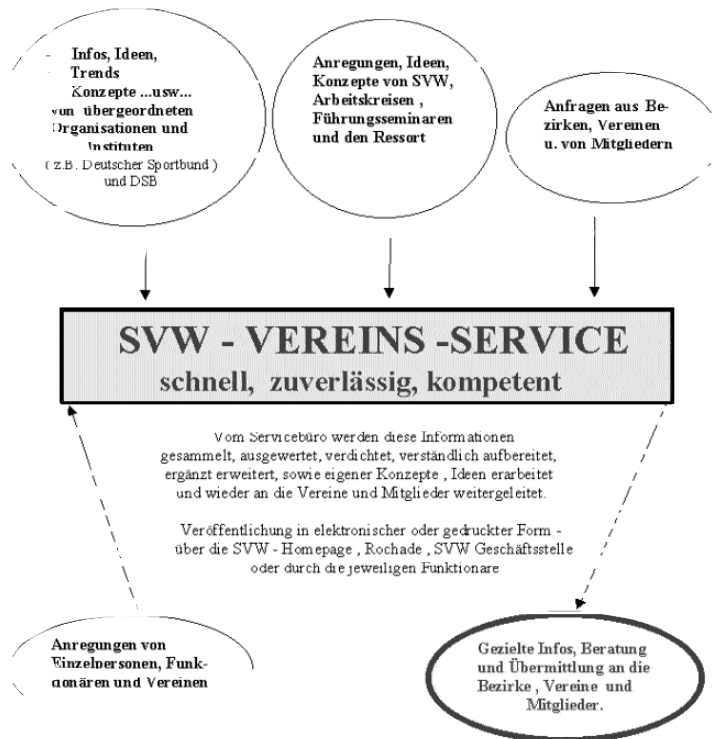 - Infos, Ideen,
- Trends
Konzepte ...usw...
von übergeordneten
Organisationen und
Instituten
( z.B. Deutscher Sportbund )
und DSB
Anregungen, Ideen,
Konzepte von SVW,
Arbeitskreisen ,
Führungsseminaren
und den Ressort
Anfragen aus Be-
zirken, Vereinen
u. von Mitgliedern
SVW - VEREINS -SERVICE
schnell, zuverlässig, kompetent
Vom Servicebüro werden diese Informationen
gesammelt, ausgewertet, verdichtet, verständlich aufbereitet,
ergänzt erweitert, sowie eigener Konzepte , Ideen erarbeitet
und wieder an die Vereine und Mitglieder weitergeleitet.
Veröffentlichung in elektronischer oder gedruckter Form -
über die SVW - Homepage , Rochade , SVW Geschäftsstelle
oder durch die jeweiligen Funktionare
Anregungen von
Einzelpersonen, Funk-
tionären und Vereinen
Gezielte Infos, Beratung
und Übermittlung an die
Bezirke , Vereine und
Mitglieder.